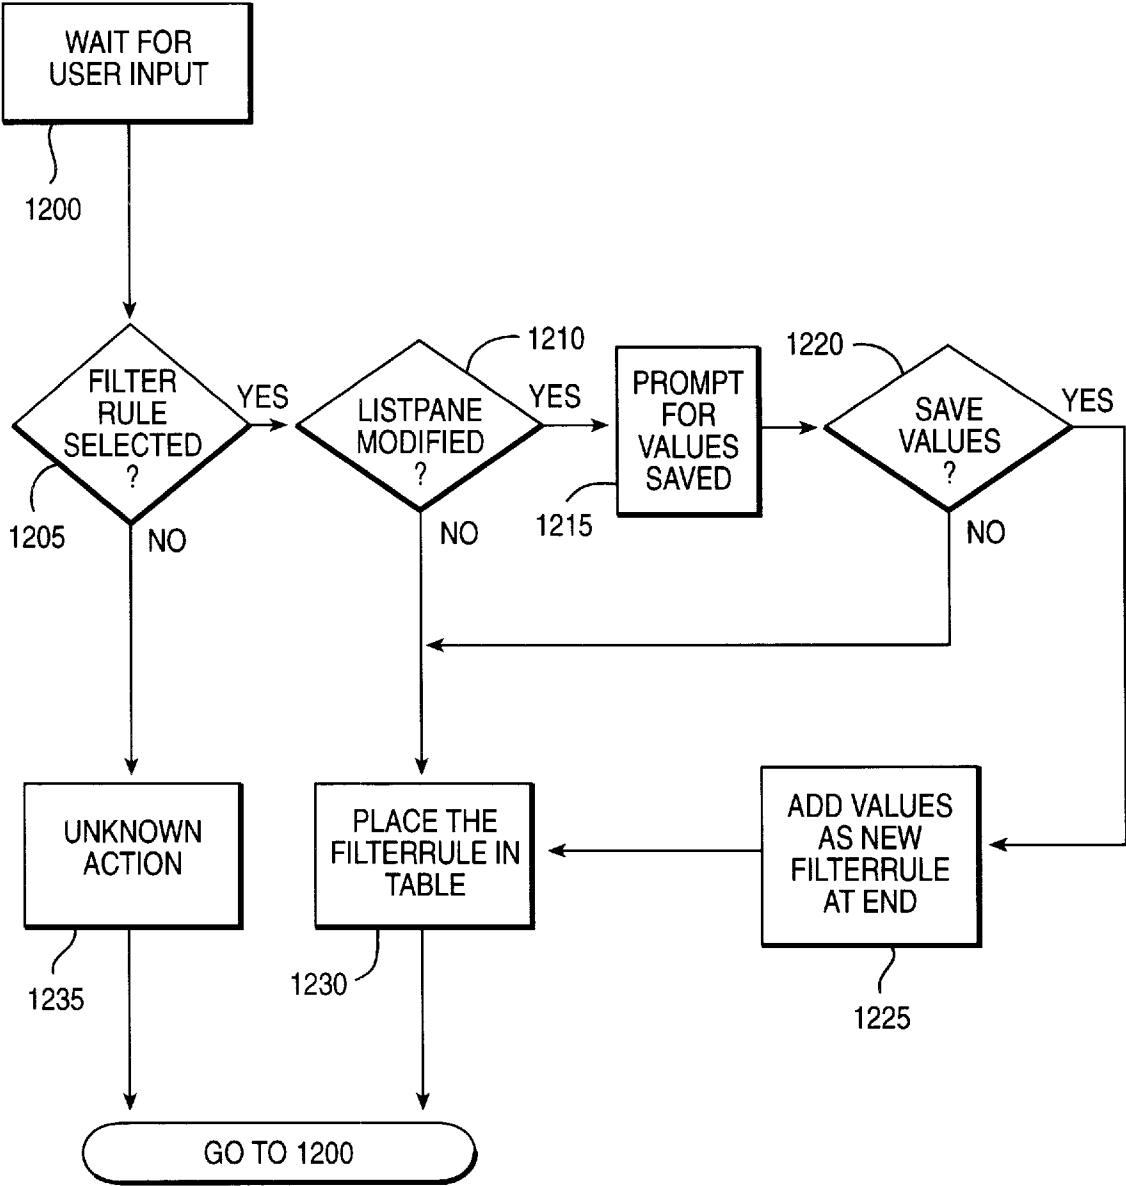 WAIT FOR
USER INPUT
1200
FILTER
RULE
SELECTED
?
1205
YES
NO
LISTPANE
MODIFIED
?
1210
YES
NO
PROMPT
FOR
VALUES
SAVED
1215
SAVE
VALUES
?
1220
YES
NO
UNKNOWN
ACTION
1235
PLACE THE
FILTERRULE IN
TABLE
1230
ADD VALUES
AS NEW
FILTERRULE
AT END
1225
GO TO 1200